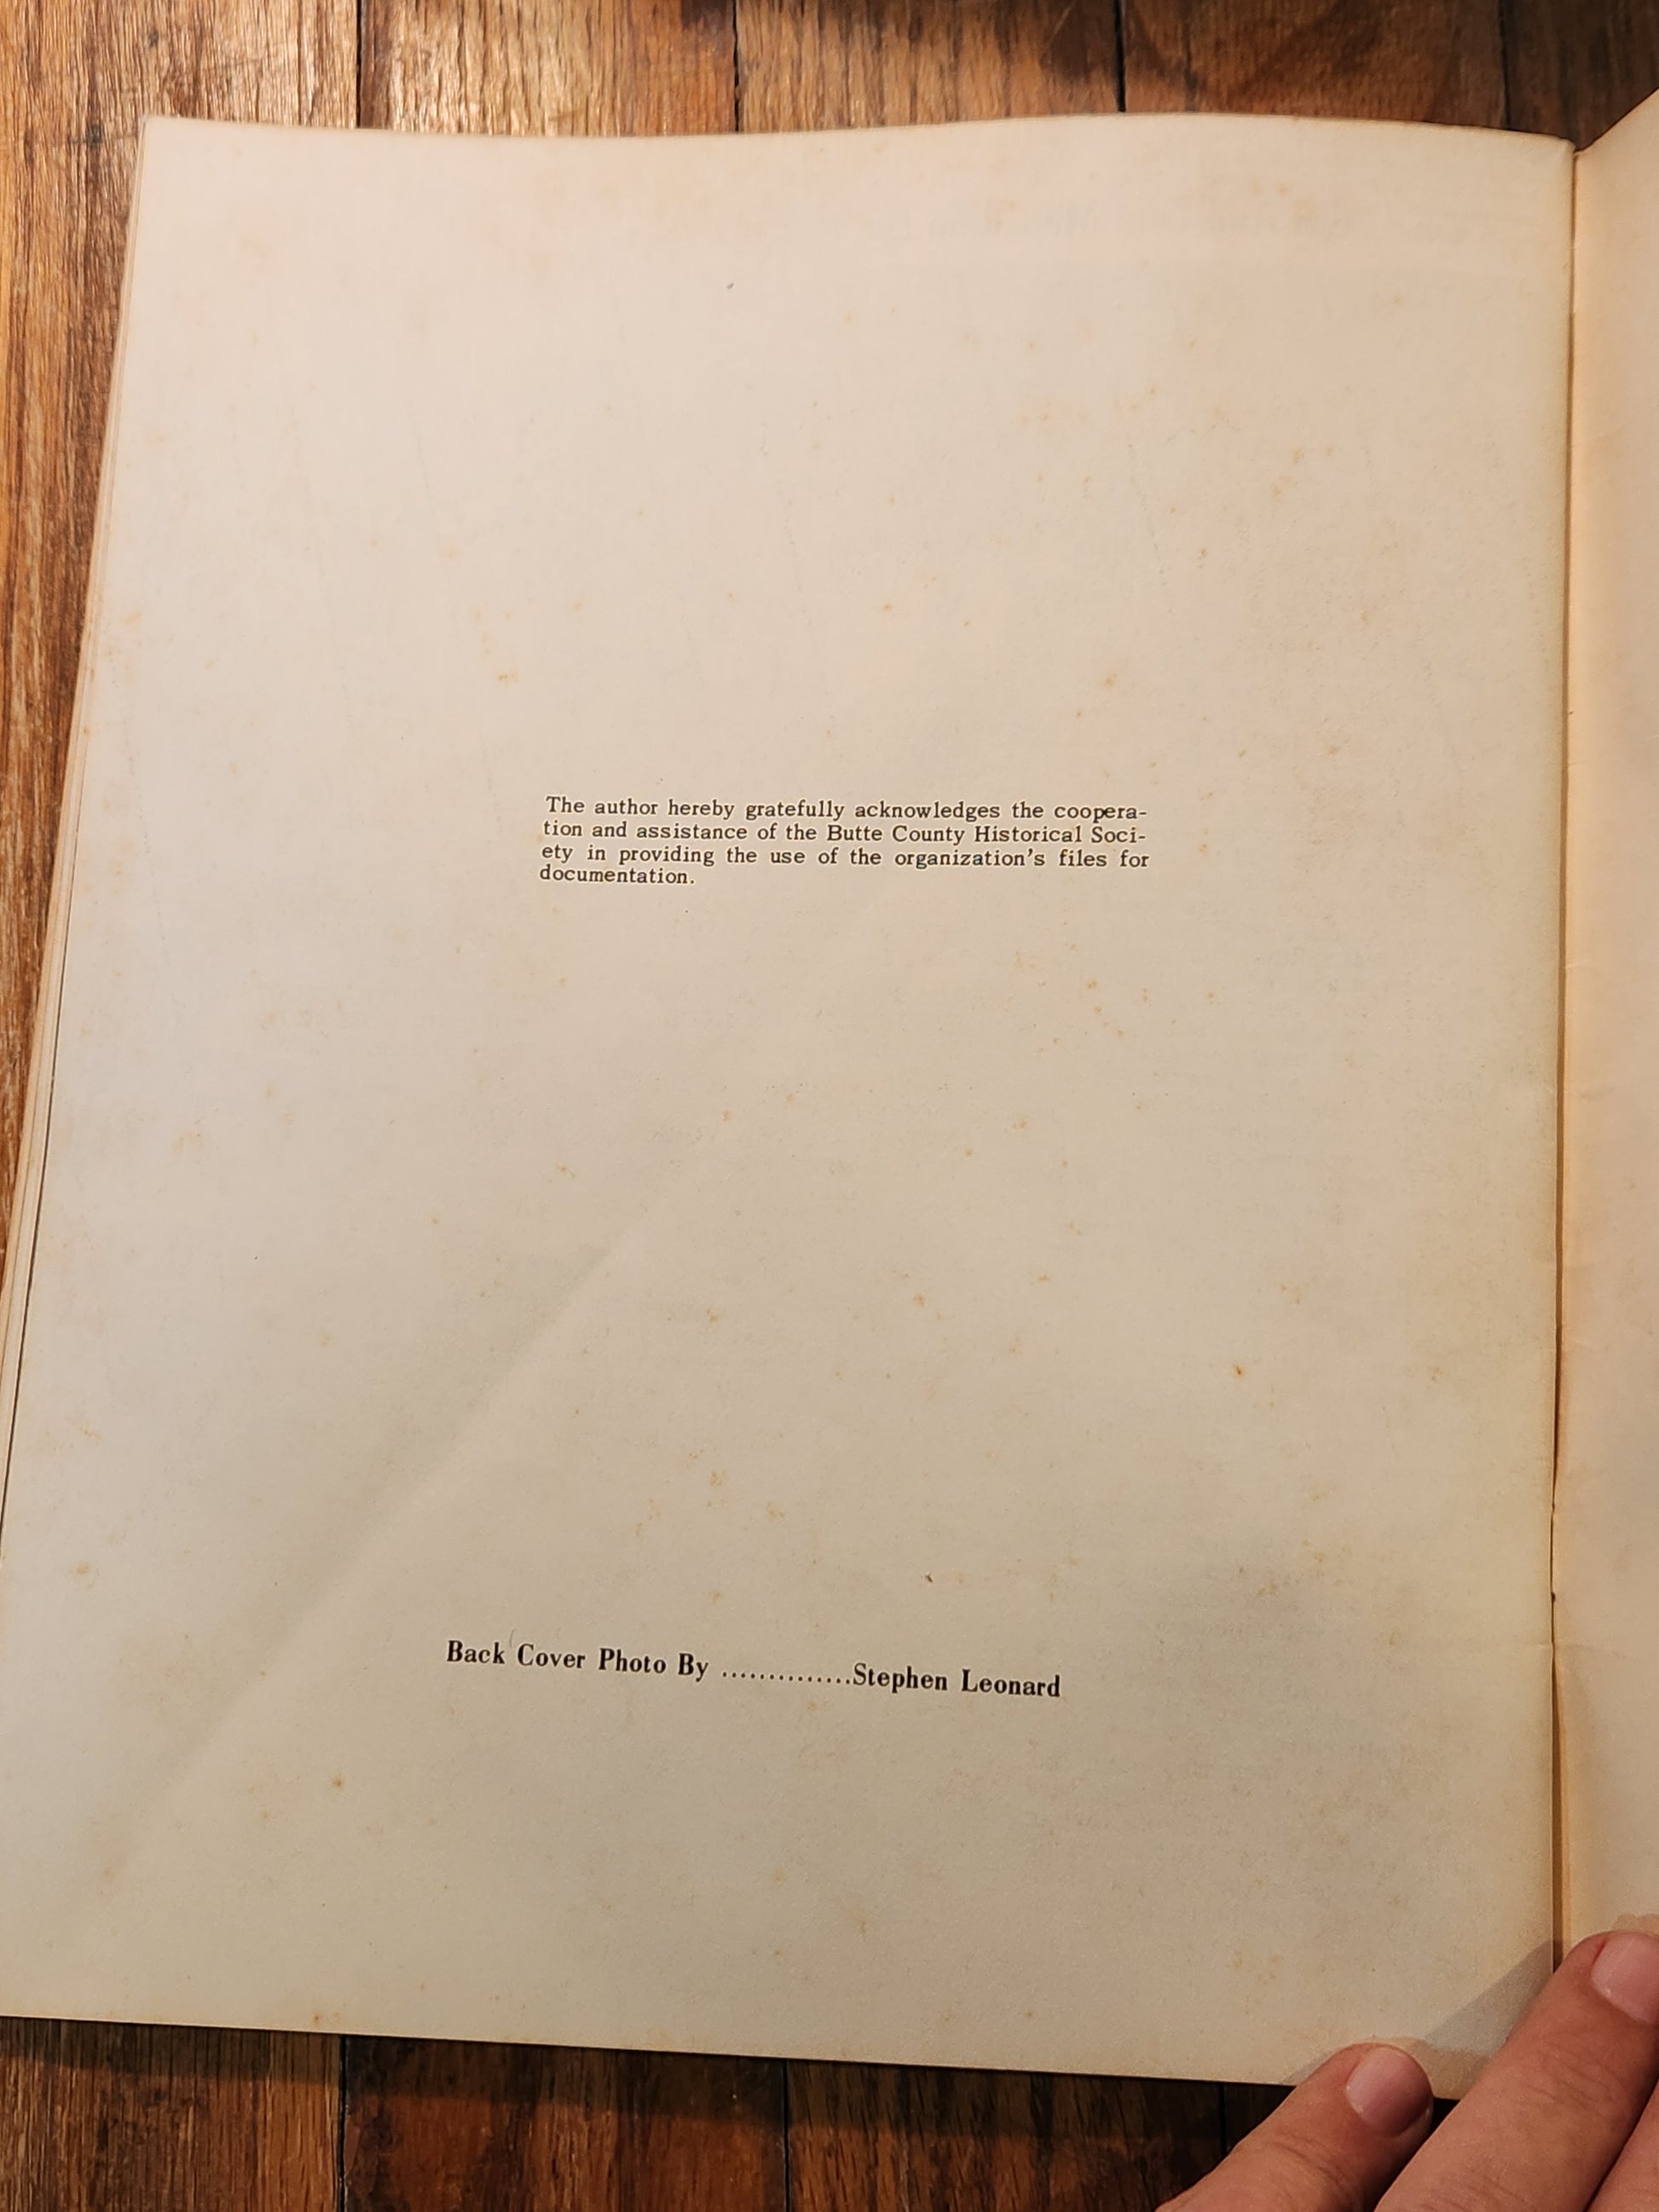 The author hereby gratefully acknowledges the coopera-
tion and assistance of the Butte County Historical Soci-
ety in providing the use of the organization's files for
documentation.
Back Cover Photo By ..............Stephen Leonard